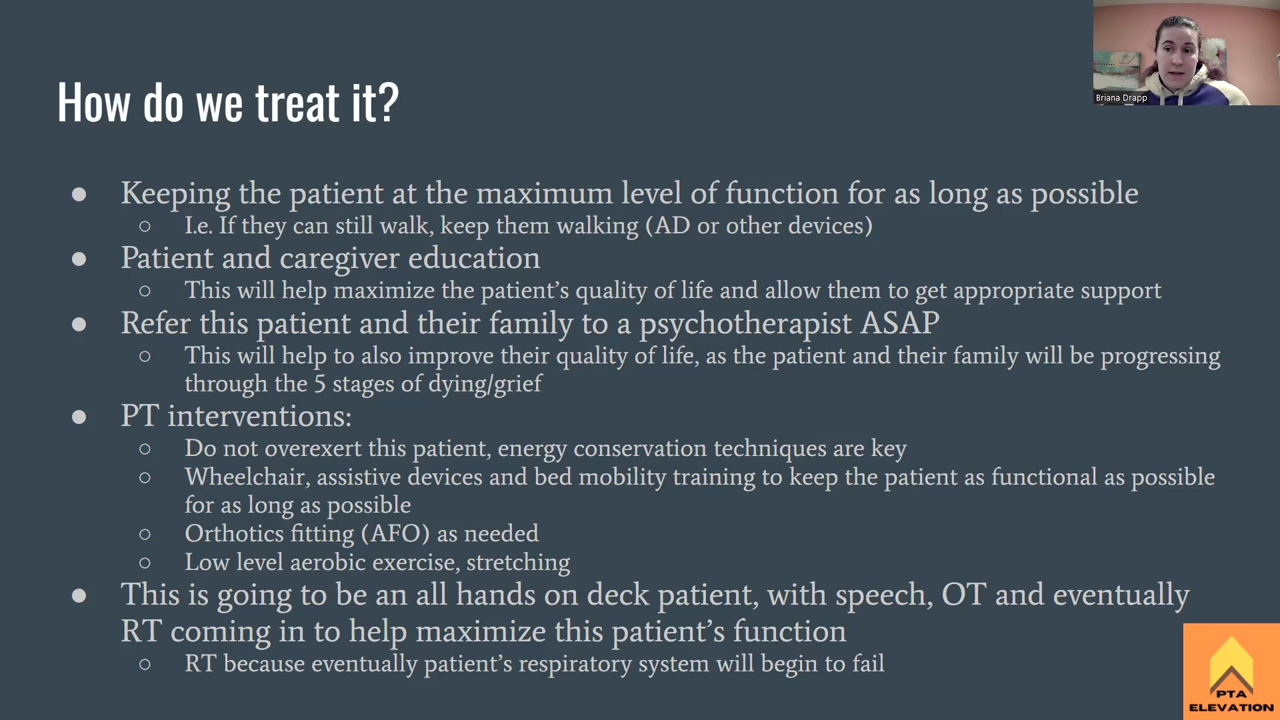 Briana Drapp
How do we treat it?
● Keeping the patient at the maximum level of function for as long as possible
○ I.e. If they can still walk, keep them walking (AD or other devices)
● Patient and caregiver education
○ This will help maximize the patient's quality of life and allow them to get appropriate support
● Refer this patient and their family to a psychotherapist ASAP
○ This will help to also improve their quality of life, as the patient and their family will be progressing
through the 5 stages of dying/grief
● PT interventions:
○ Do not overexert this patient, energy conservation techniques are key
○ Wheelchair, assistive devices and bed mobility training to keep the patient as functional as possible
for as long as possible
○ Orthotics fitting (AFO) as needed
○ Low level aerobic exercise, stretching
● This is going to be an all hands on deck patient, with speech, OT and eventually
RT coming in to help maximize this patient's function
○ RT because eventually patient's respiratory system will begin to fail
PTA
ELEVATION